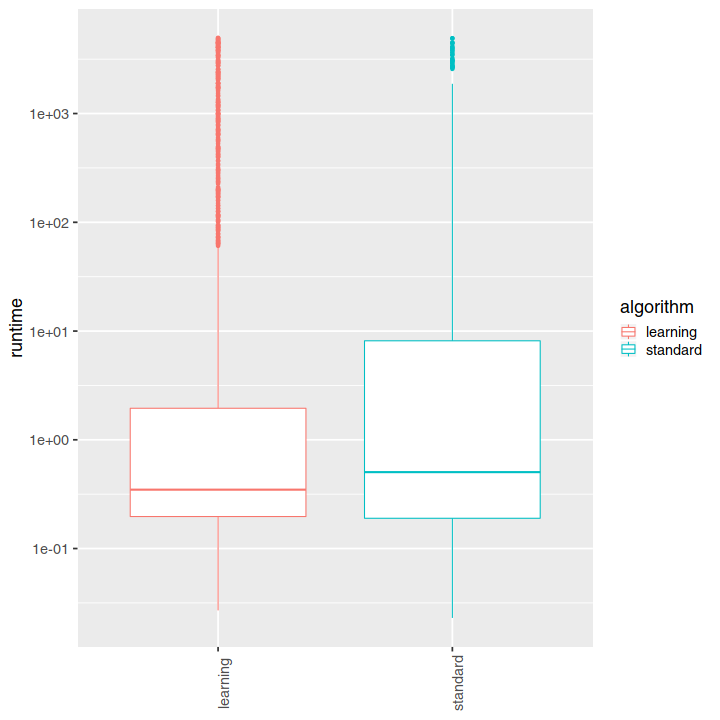 1e+03
1e+02
1e+01
1e+00
1e-01
runtime
learning
standard
algorithm
learning
standard